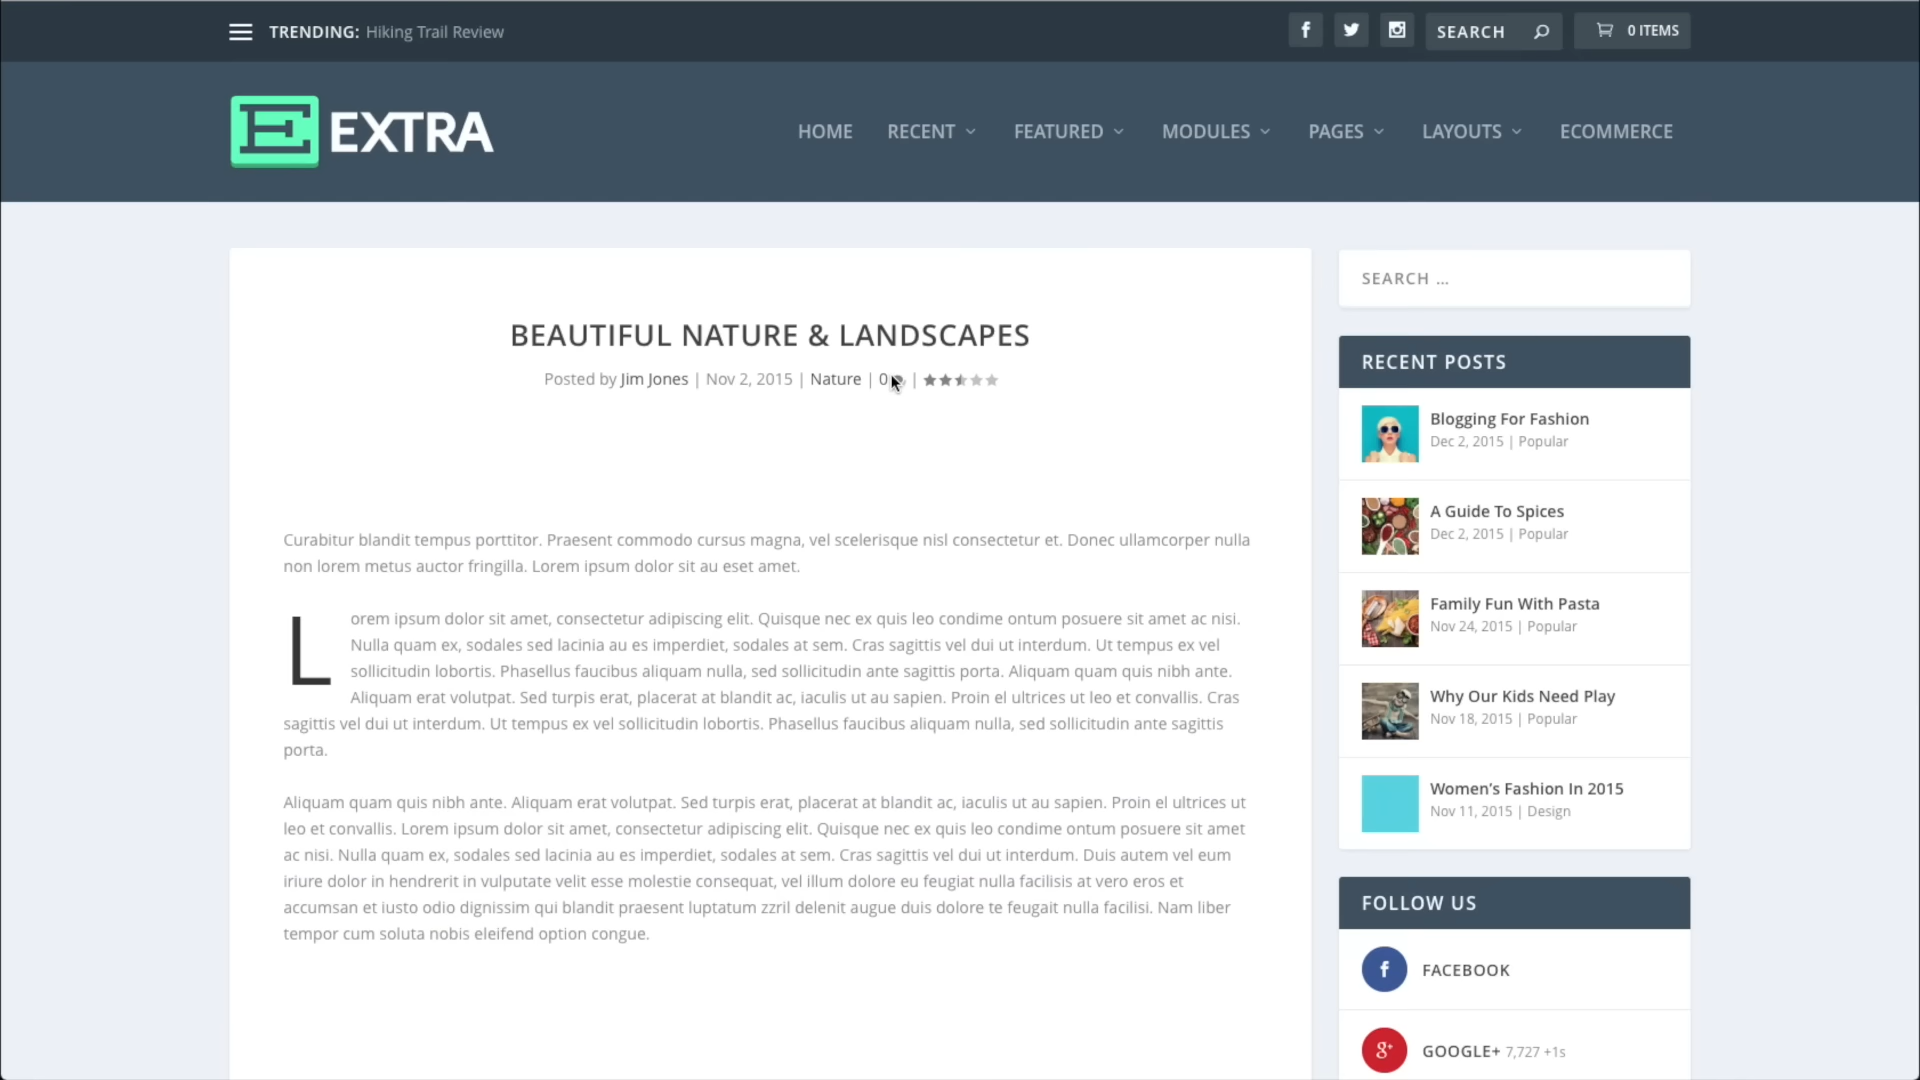 TRENDING: Hiking Trail Review
SEARCH
0 ITEMS
E EXTRA
HOME RECENT FEATURED MODULES PAGES LAYOUTS ECOMMERCE
BEAUTIFUL NATURE & LANDSCAPES
Posted by Jim Jones | Nov 2, 2015 | Nature | 0 |
Curabitur blandit tempus porttitor. Praesent commodo cursus magna, vel scelerisque nisl consectetur et. Donec ullamcorper nulla
non lorem metus auctor fringilla. Lorem ipsum dolor sit au eset amet.
Lorem ipsum dolor sit amet, consectetur adipiscing elit. Quisque nec ex quis leo condime ontum posuere sit amet ac nisi.
Nulla quam ex, sodales sed lacinia au es imperdiet, sodales at sem. Cras sagittis vel dui ut interdum. Ut tempus ex vel
sollicitudin lobortis. Phasellus faucibus aliquam nulla, sed sollicitudin ante sagittis porta. Aliquam quam quis nibh ante.
Aliquam erat volutpat. Sed turpis erat, placerat at blandit ac, iaculis ut au sapien. Proin el ultrices ut leo et convallis. Cras
sagittis vel dui ut interdum. Ut tempus ex vel sollicitudin lobortis. Phasellus faucibus aliquam nulla, sed sollicitudin ante sagittis
porta.
Aliquam quam quis nibh ante. Aliquam erat volutpat. Sed turpis erat, placerat at blandit ac, iaculis ut au sapien. Proin el ultrices ut
leo et convallis. Lorem ipsum dolor sit amet, consectetur adipiscing elit. Quisque nec ex quis leo condime ontum posuere sit amet
ac nisi. Nulla quam ex, sodales sed lacinia au es imperdiet, sodales at sem. Cras sagittis vel dui ut interdum. Duis autem vel eum
iriure dolor in hendrerit in vulputate velit esse molestie consequat, vel illum dolore eu feugiat nulla facilisis at vero eros et
accumsan et iusto odio dignissim qui blandit praesent luptatum zzril delenit augue duis dolore te feugait nulla facilisi. Nam liber
tempor cum soluta nobis eleifend option congue.
SEARCH …
RECENT POSTS
Blogging For Fashion
Dec 2, 2015 | Popular
A Guide To Spices
Dec 2, 2015 | Popular
Family Fun With Pasta
Nov 24, 2015 | Popular
Why Our Kids Need Play
Nov 18, 2015 | Popular
Women’s Fashion In 2015
Nov 11, 2015 | Design
FOLLOW US
f FACEBOOK
g+ GOOGLE+ 7,727 +1s